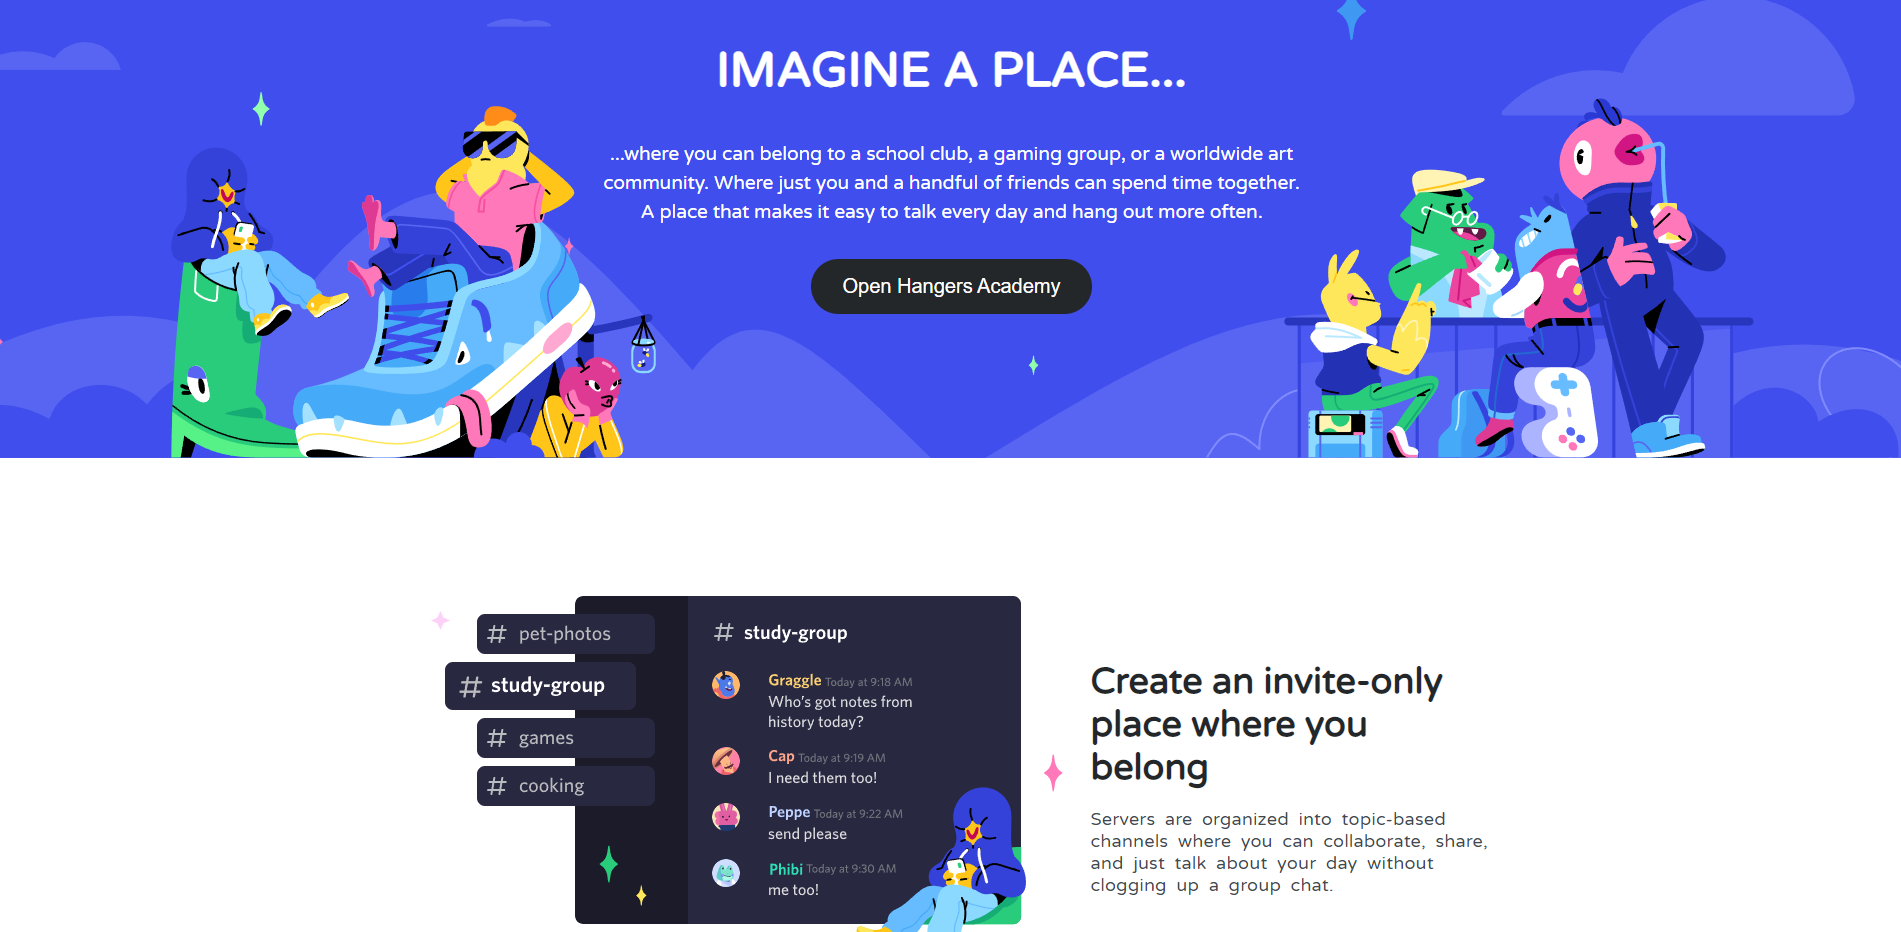 IMAGINE A PLACE...
...where you can belong to a school club, a gaming group, or a worldwide art
community. Where just you and a handful of friends can spend time together.
A place that makes it easy to talk every day and hang out more often.
Open Hangers Academy
# pet-photos
# study-group
# games
# cooking
# study-group
Graggle Today at 9:18 AM
Who's got notes from
history today?
Cap Today at 9:19 AM
I need them too!
Peppe Today at 9:22 AM
send please
Phibi Today at 9:30 AM
me too!
Create an invite-only
place where you
belong
Servers are organized into topic-based
channels where you can collaborate, share,
and just talk about your day without
clogging up a group chat.